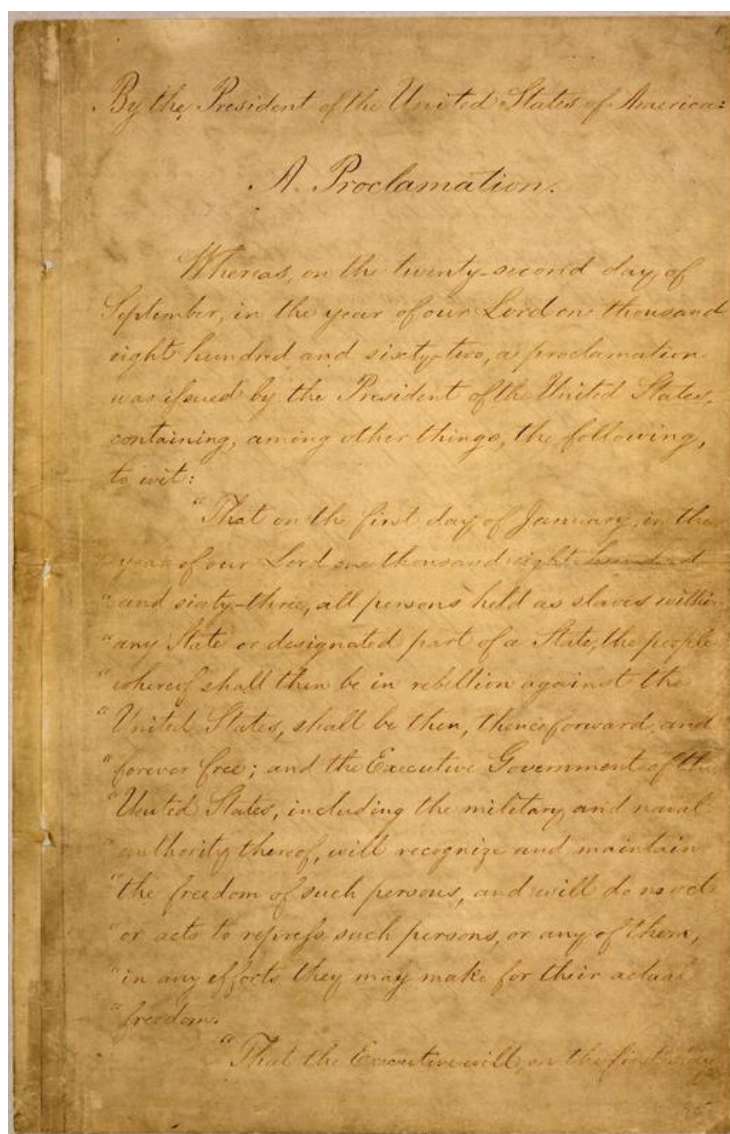 By the President of the United States of America:
A Proclamation.
Whereas, on the twenty-second day of
September, in the year of our Lord one thousand
eight hundred and sixty-two, a proclamation
was issued by the President of the United States,
containing, among other things, the following,
to wit:
"That on the first day of January, in the
"year of our Lord one thousand eight hundred
"and sixty-three, all persons held as slaves within
"any State or designated part of a State, the people
"whereof shall then be in rebellion against the
"United States, shall be then, thenceforward, and
"forever free; and the Executive Government of the
"United States, including the military and naval
"authority thereof, will recognize and maintain
"the freedom of such persons, and will do no act
"or acts to repress such persons, or any of them,
"in any efforts they may make for their actual
"freedom.
"That the Executive will, on the first day